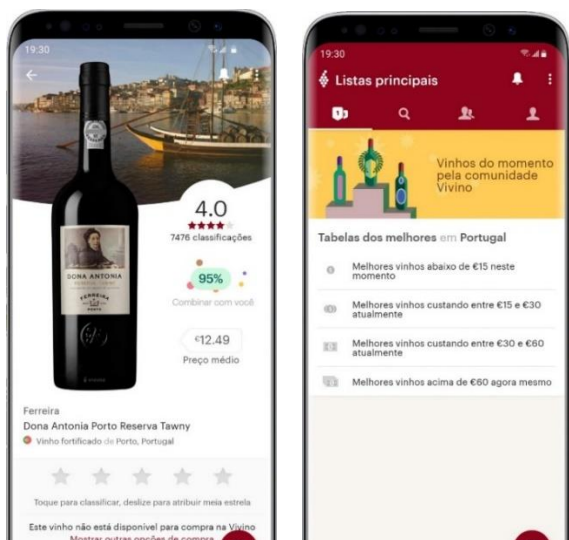 19:30
4.0
7476 classificações
95%
Combinar com você
€12.49
Preço médio
DONA ANTONIA
FERREIRA
PORTO
Ferreira
Dona Antonia Porto Reserva Tawny
Vinho fortificado de Porto, Portugal
Toque para classificar, deslize para atribuir meia estrela
Este vinho não está disponivel para compra na Vivino
Mostrar outras opções de compra
19:30
Listas principais
Vinhos do momento
pela comunidade
Vivino
Tabelas dos melhores em Portugal
Melhores vinhos abaixo de €15 neste
momento
Melhores vinhos custando entre €15 e €30
atualmente
Melhores vinhos custando entre €30 e €60
atualmente
Melhores vinhos acima de €60 agora mesmo